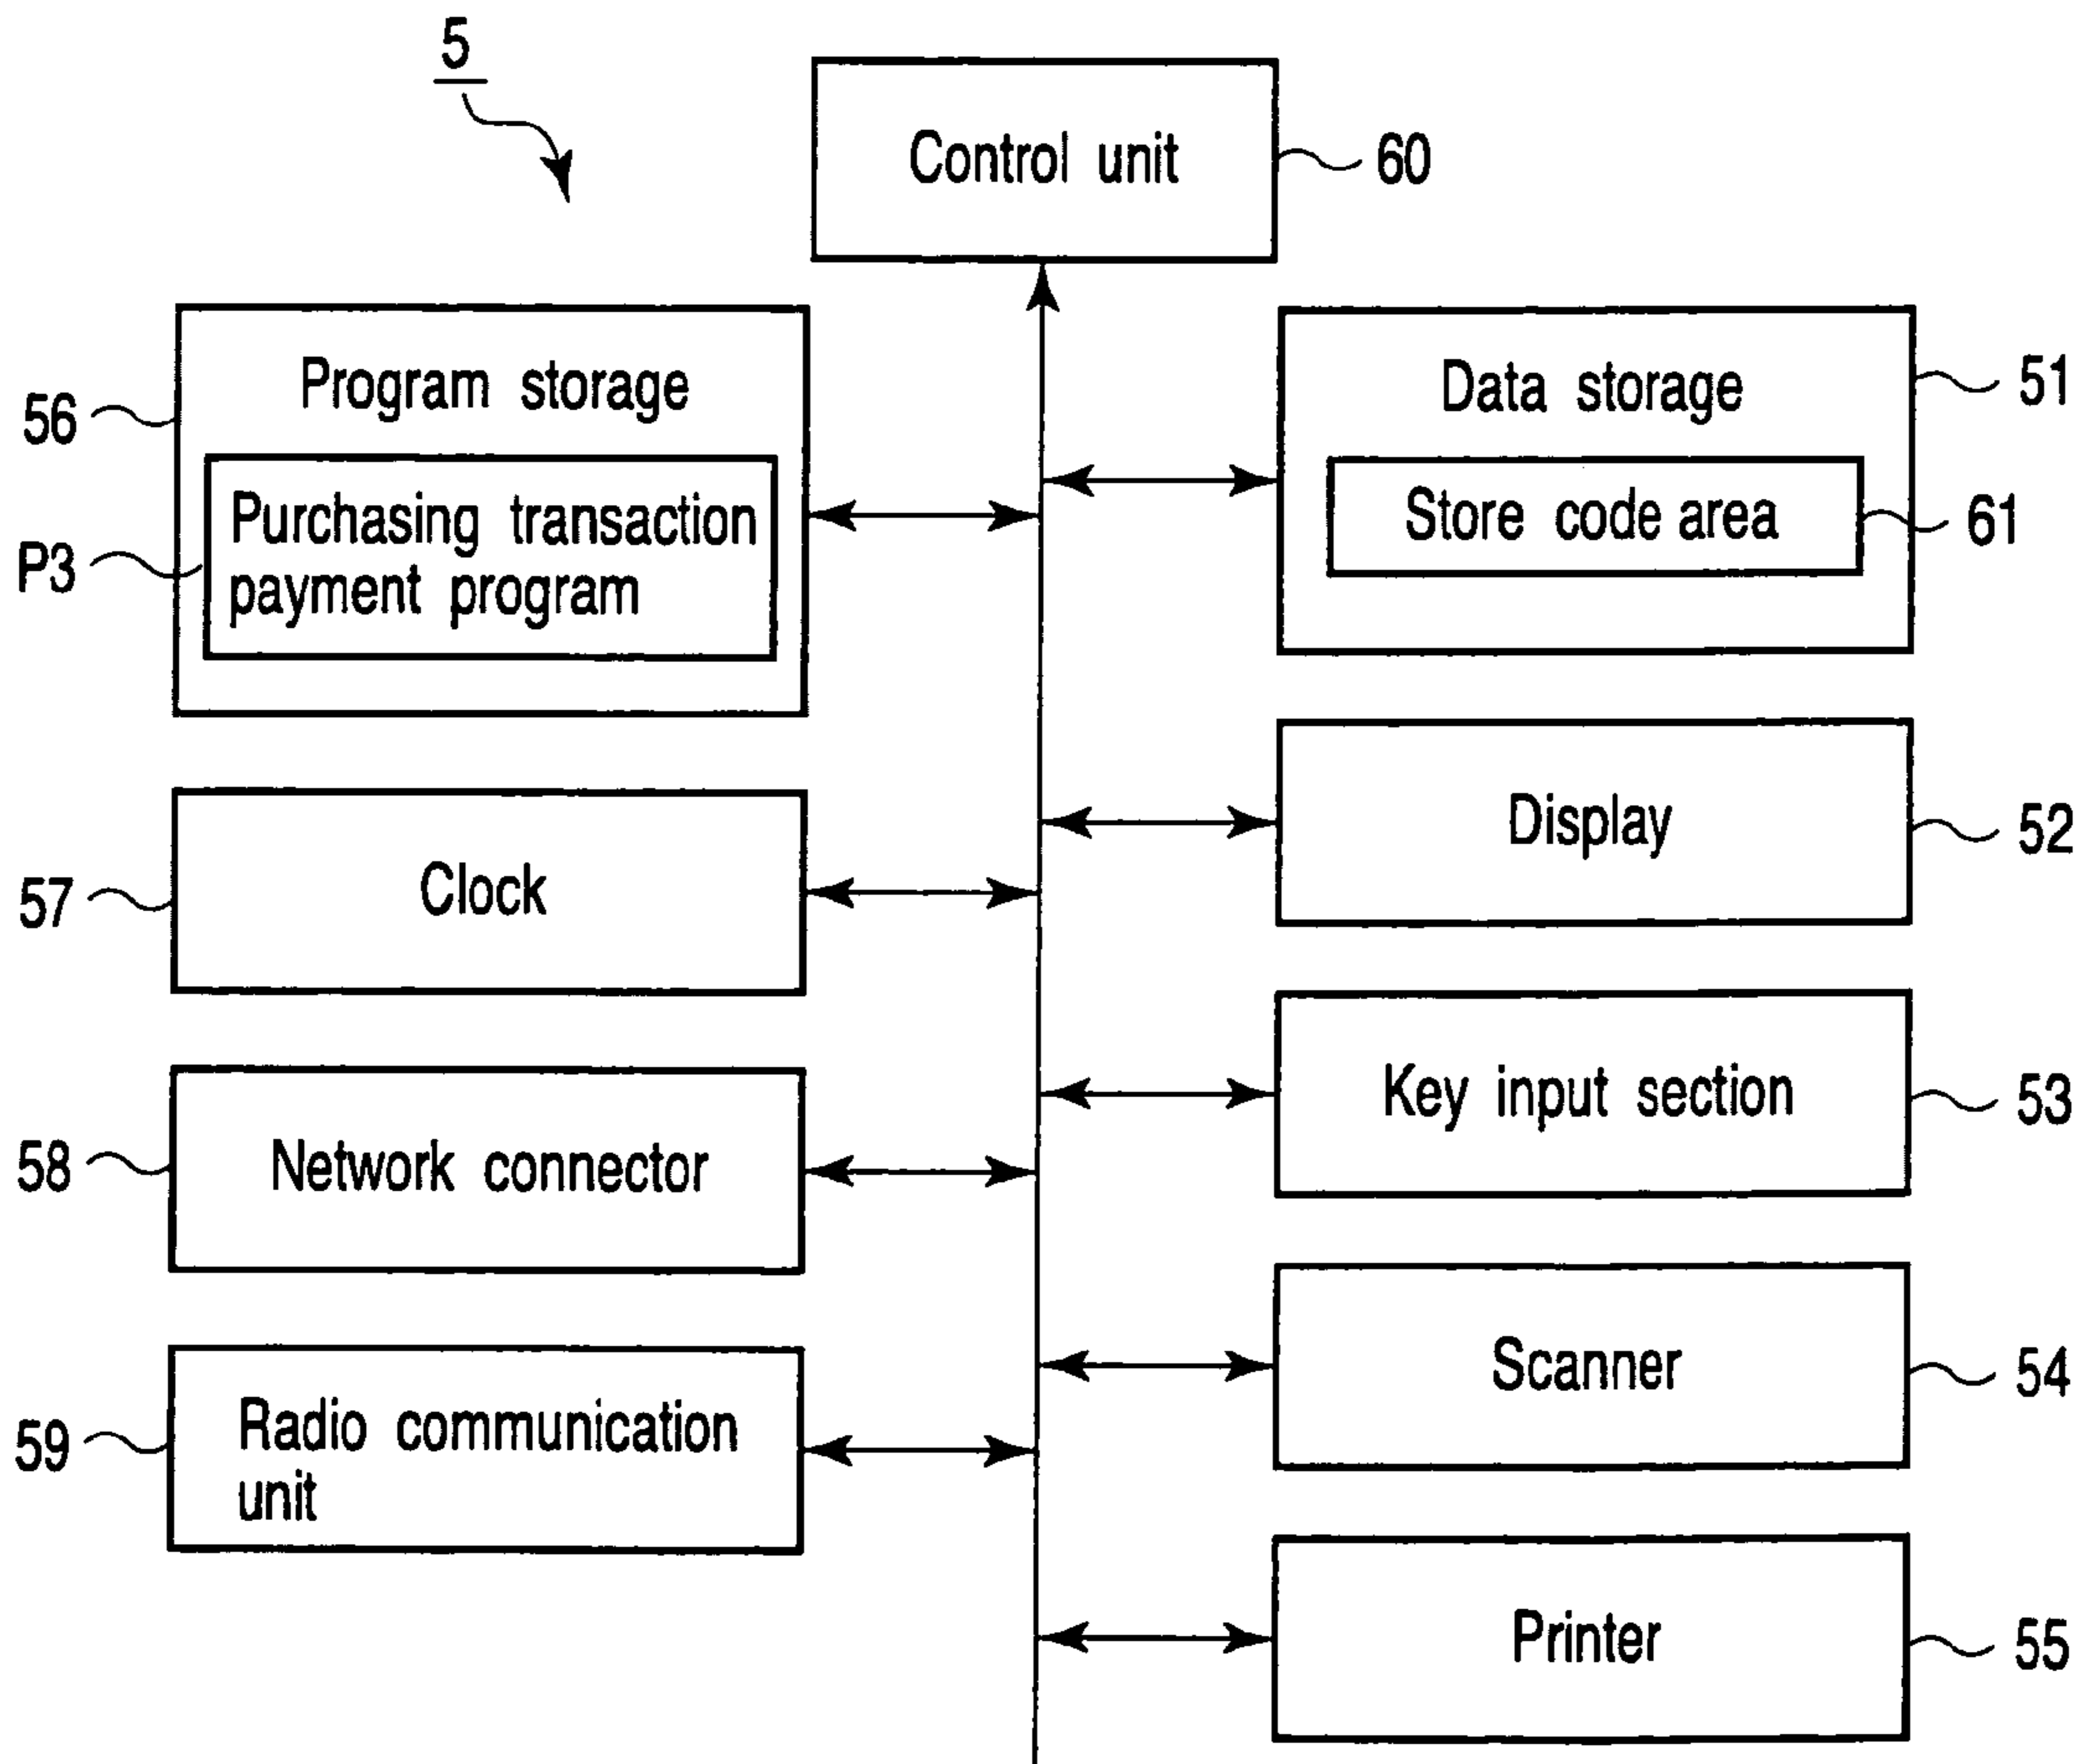 5
Control unit
60
Program storage
56
Purchasing transaction
payment program
P3
Data storage
51
Store code area
61
Display
52
Clock
57
Key input section
53
Network connector
58
Scanner
54
Radio communication
unit
59
Printer
55